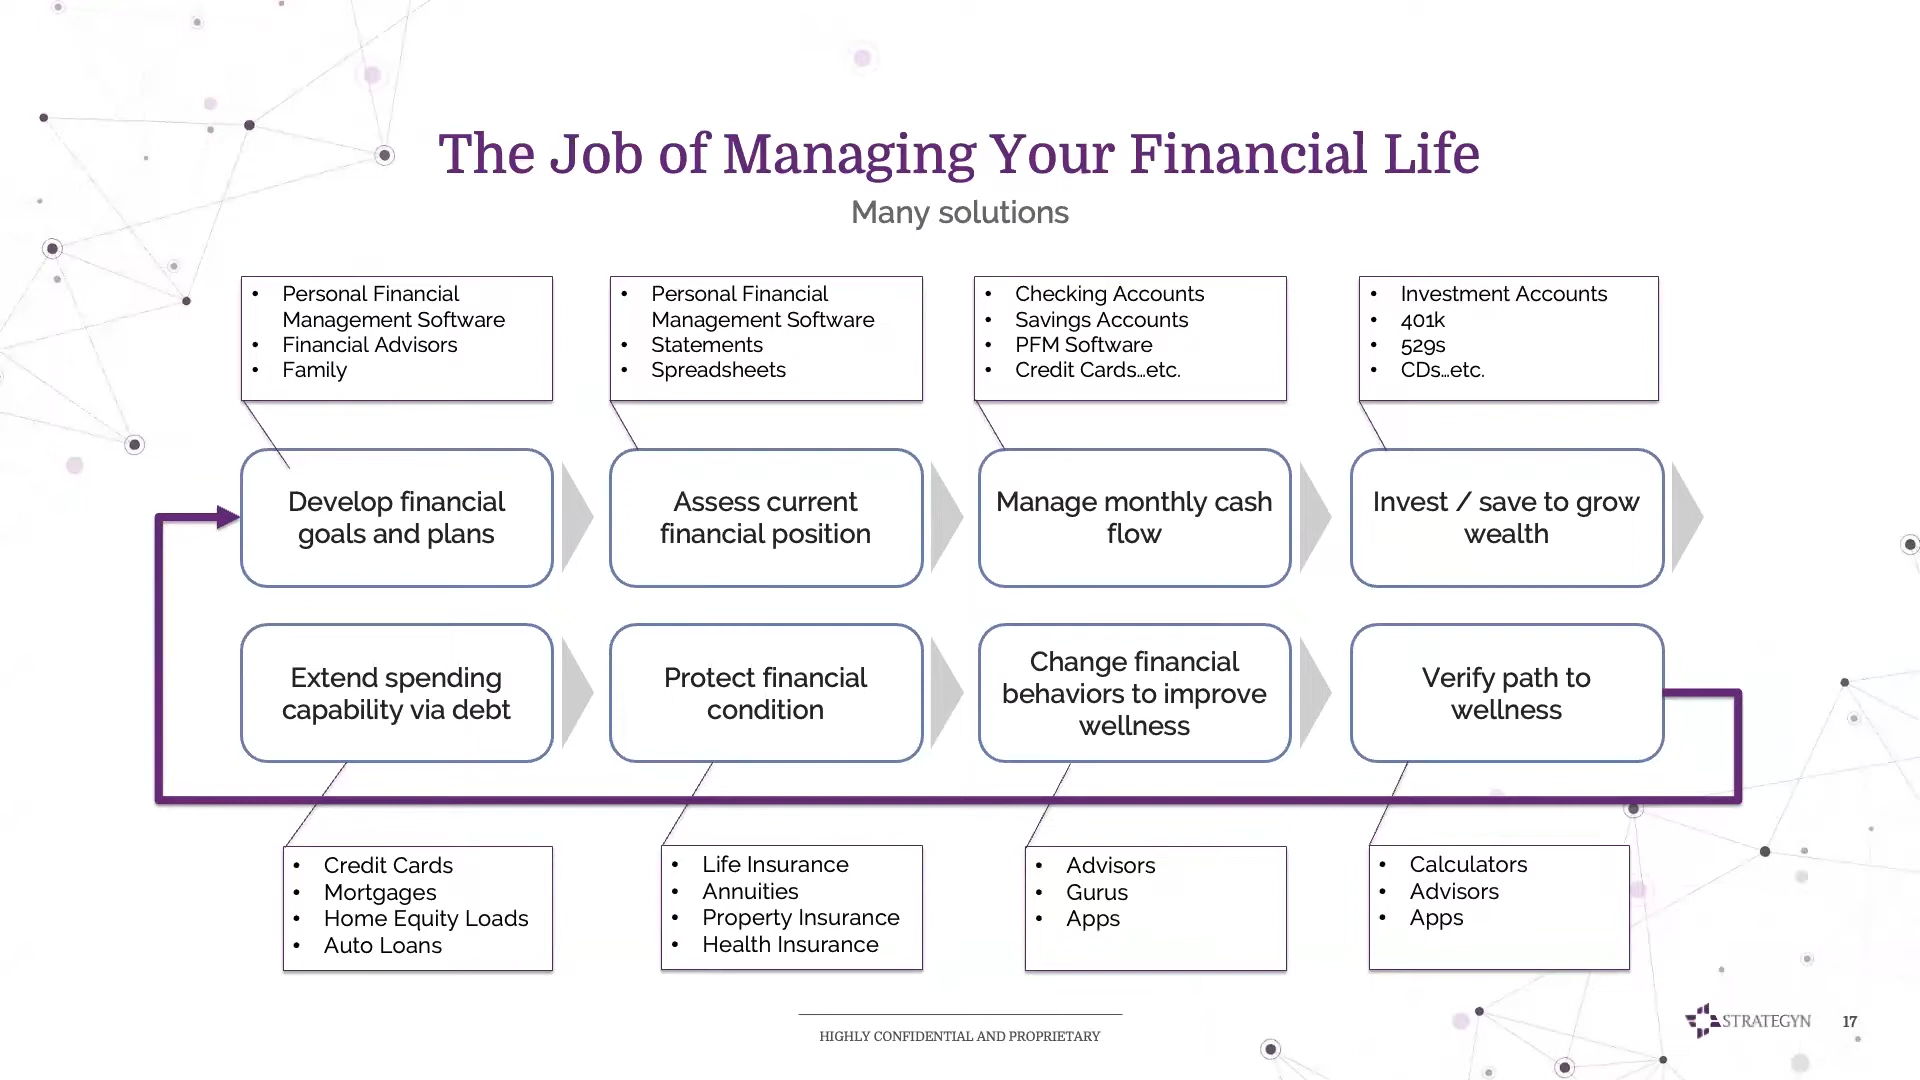 The Job of Managing Your Financial Life
Many solutions
• Personal Financial
Management Software
• Financial Advisors
• Family
• Personal Financial
Management Software
• Statements
• Spreadsheets
• Checking Accounts
• Savings Accounts
• PFM Software
• Credit Cards...etc.
• Investment Accounts
• 401k
• 529s
• CDs...etc.
Develop financial
goals and plans
Assess current
financial position
Manage monthly cash
flow
Invest / save to grow
wealth
Extend spending
capability via debt
Protect financial
condition
Change financial
behaviors to improve
wellness
Verify path to
wellness
• Credit Cards
• Mortgages
• Home Equity Loads
• Auto Loans
• Life Insurance
• Annuities
• Property Insurance
• Health Insurance
• Advisors
• Gurus
• Apps
• Calculators
• Advisors
• Apps
HIGHLY CONFIDENTIAL AND PROPRIETARY
STRATEGYN
17